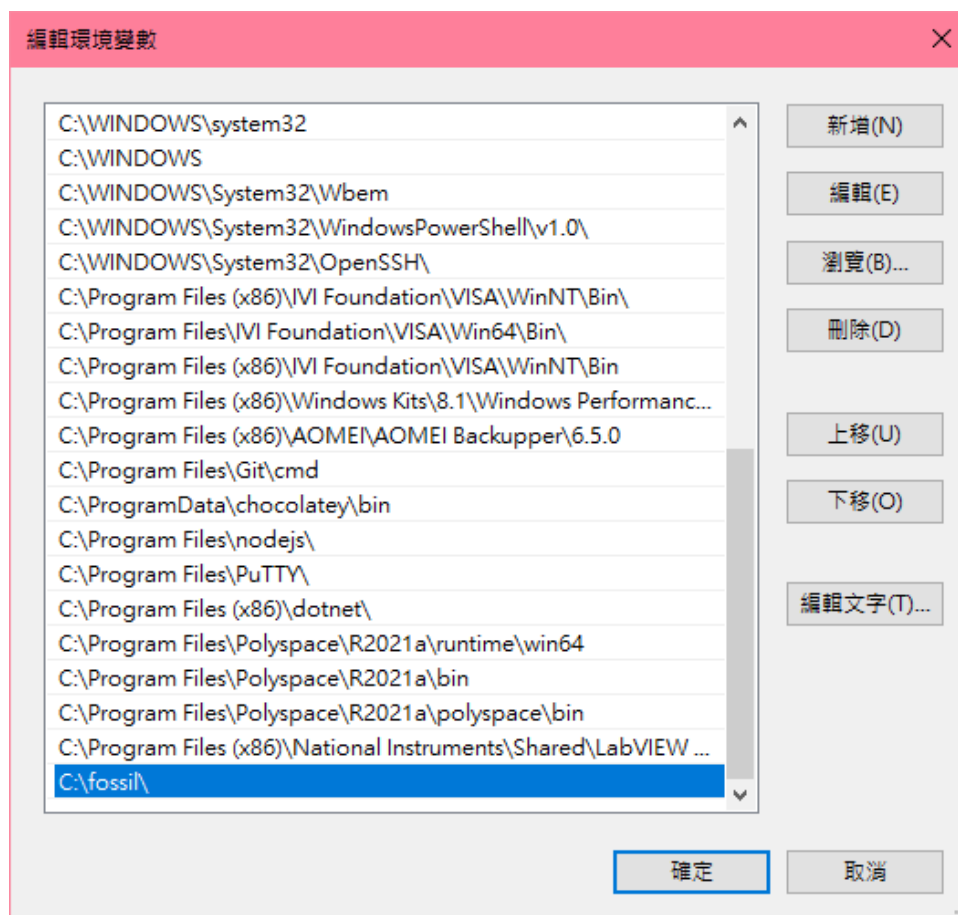 編輯環境變數
C:\WINDOWS\system32
C:\WINDOWS
C:\WINDOWS\System32\Wbem
C:\WINDOWS\System32\WindowsPowerShell\v1.0\
C:\WINDOWS\System32\OpenSSH\
C:\Program Files (x86)\IVI Foundation\VISA\WinNT\Bin\
C:\Program Files\IVI Foundation\VISA\Win64\Bin\
C:\Program Files (x86)\IVI Foundation\VISA\WinNT\Bin
C:\Program Files (x86)\Windows Kits\8.1\Windows Performanc...
C:\Program Files (x86)\AOMEI\AOMEI Backupper\6.5.0
C:\Program Files\Git\cmd
C:\ProgramData\chocolatey\bin
C:\Program Files\nodejs\
C:\Program Files\PuTTY\
C:\Program Files (x86)\dotnet\
C:\Program Files\Polyspace\R2021a\runtime\win64
C:\Program Files\Polyspace\R2021a\bin
C:\Program Files\Polyspace\R2021a\polyspace\bin
C:\Program Files (x86)\National Instruments\Shared\LabVIEW ...
C:\fossil\
新增(N)
編輯(E)
瀏覽(B)...
刪除(D)
上移(U)
下移(O)
編輯文字(T)...
確定
取消